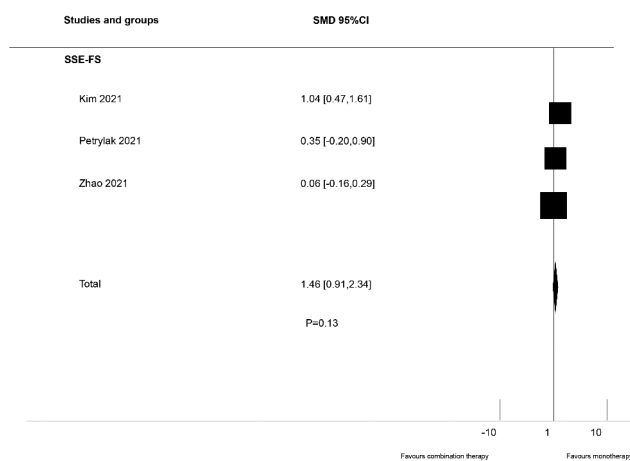 Studies and groups SMD 95%CI
SSE-FS
Kim 2021 1.04 [0.47,1.61]
Petrylak 2021 0.35 [-0.20,0.90]
Zhao 2021 0.06 [-0.16,0.29]
Total 1.46 [0.91,2.34]
P=0.13
-10 1 10
Favours combination therapy Favours monotherapy